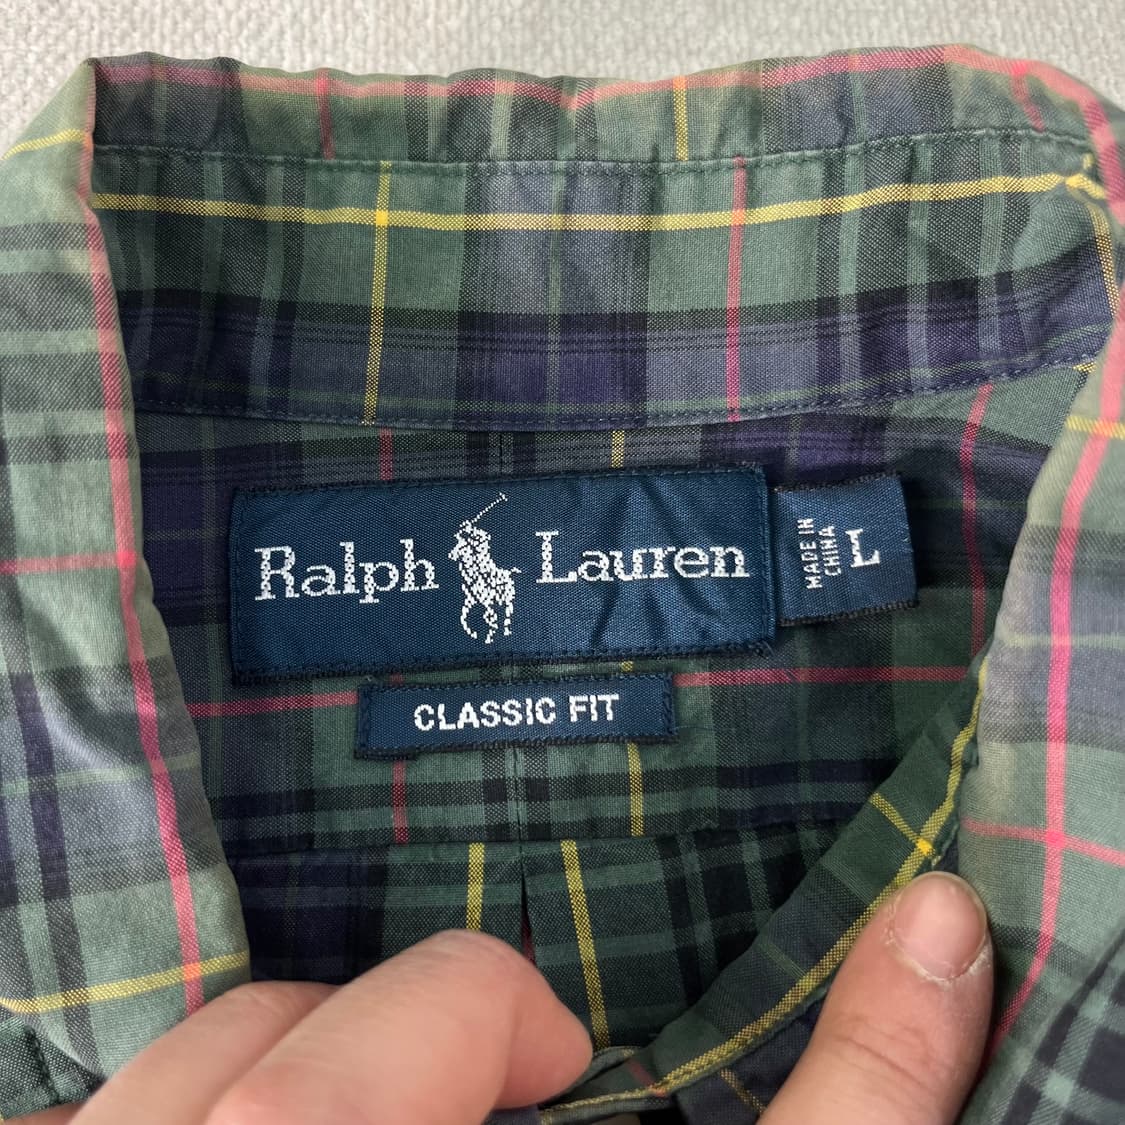 Ralph Lauren
MADE IN
CHINA
L
CLASSIC FIT